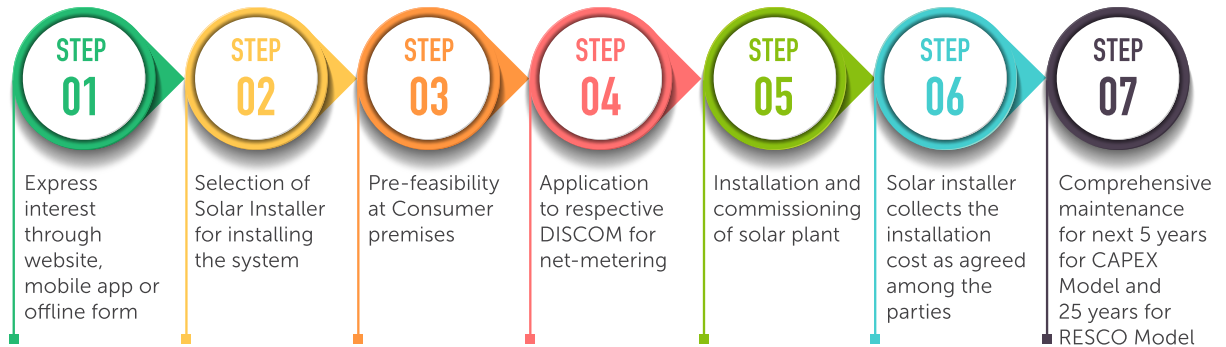 STEP
01
Express
interest
through
website,
mobile app or
offline form
STEP
02
Selection of
Solar Installer
for installing
the system
STEP
03
Pre-feasibility
at Consumer
premises
STEP
04
Application
to respective
DISCOM for
net-metering
STEP
05
Installation and
commissioning
of solar plant
STEP
06
Solar installer
collects the
installation
cost as agreed
among the
parties
STEP
07
Comprehensive
maintenance
for next 5 years
for CAPEX
Model and
25 years for
RESCO Model